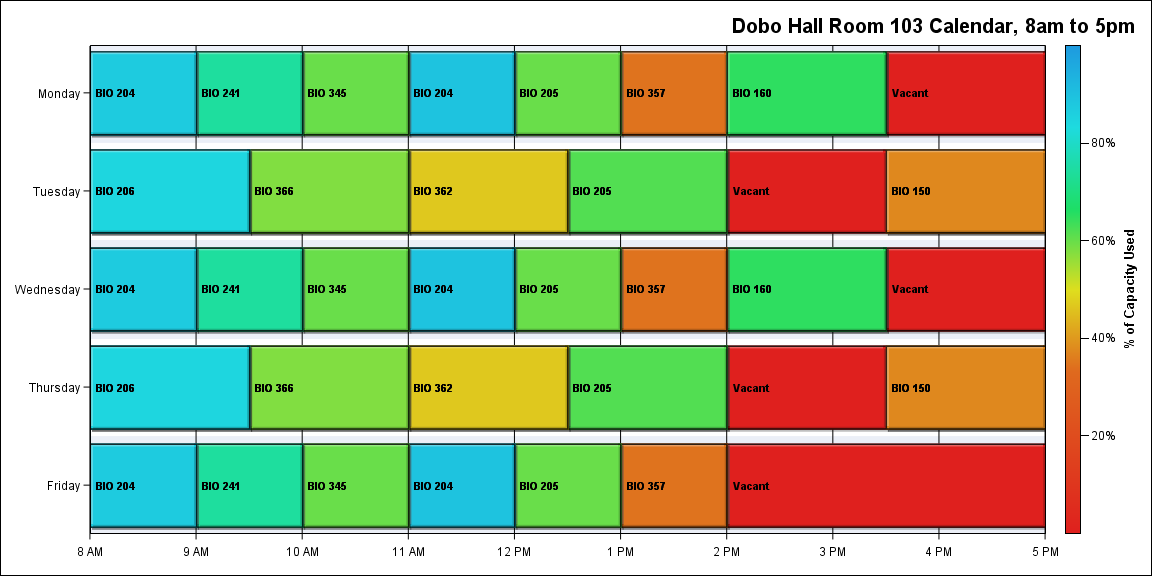 Dobo Hall Room 103 Calendar, 8am to 5pm
Monday BIO 204 BIO 241 BIO 345 BIO 204 BIO 205 BIO 357 BIO 160 Vacant
80%
Tuesday BIO 206 BIO 366 BIO 362 BIO 205 Vacant BIO 150
60%
Wednesday BIO 204 BIO 241 BIO 345 BIO 204 BIO 205 BIO 357 BIO 160 Vacant
% of Capacity Used
40%
Thursday BIO 206 BIO 366 BIO 362 BIO 205 Vacant BIO 150
20%
Friday BIO 204 BIO 241 BIO 345 BIO 204 BIO 205 BIO 357 Vacant
8 AM 9 AM 10 AM 11 AM 12 PM 1 PM 2 PM 3 PM 4 PM 5 PM